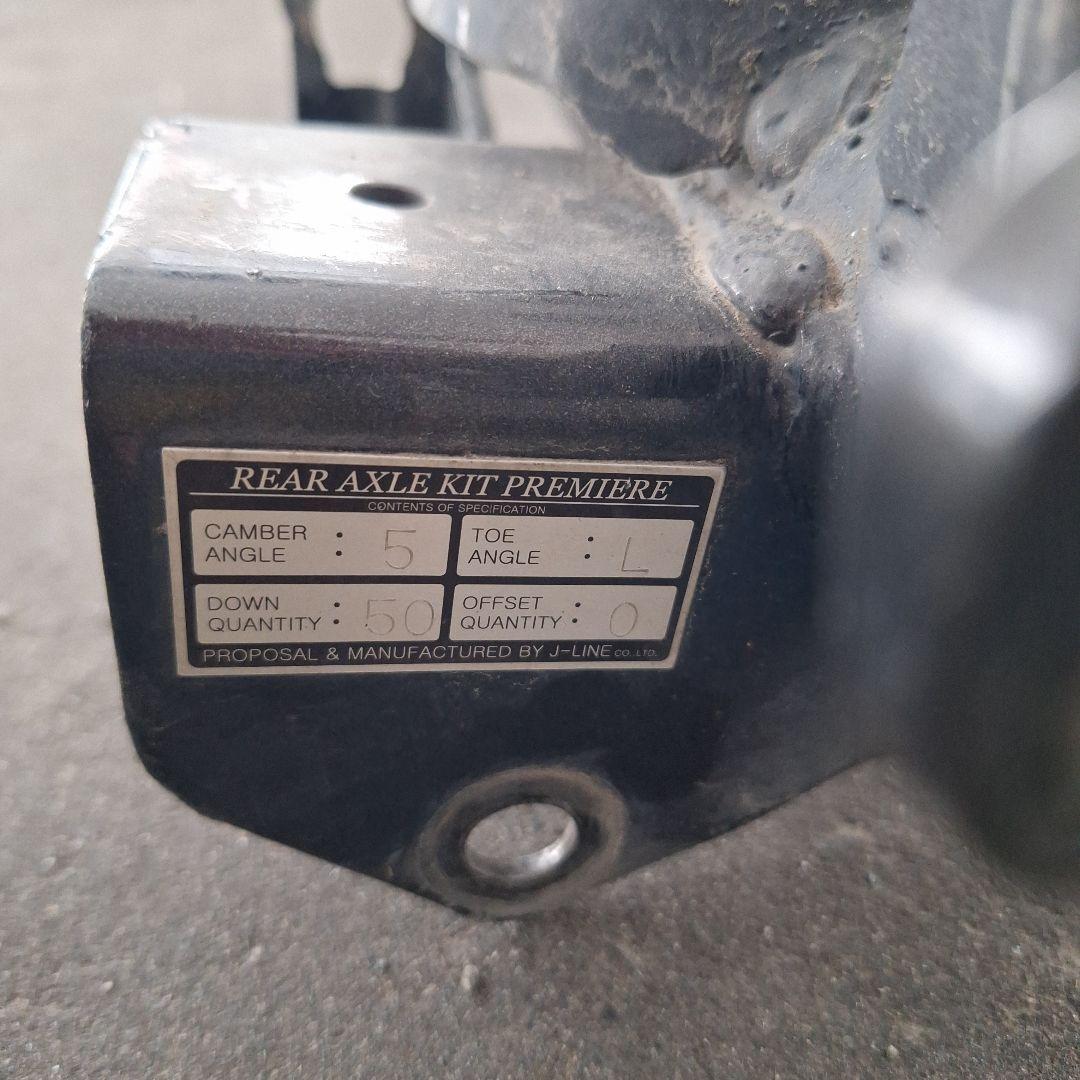 REAR AXLE KIT PREMIERE
CONTENTS OF SPECIFICATION
CAMBER ANGLE : 5
TOE ANGLE : L
DOWN QUANTITY : 50
OFFSET QUANTITY : 0
PROPOSAL & MANUFACTURED BY J-LINE CO.,LTD.